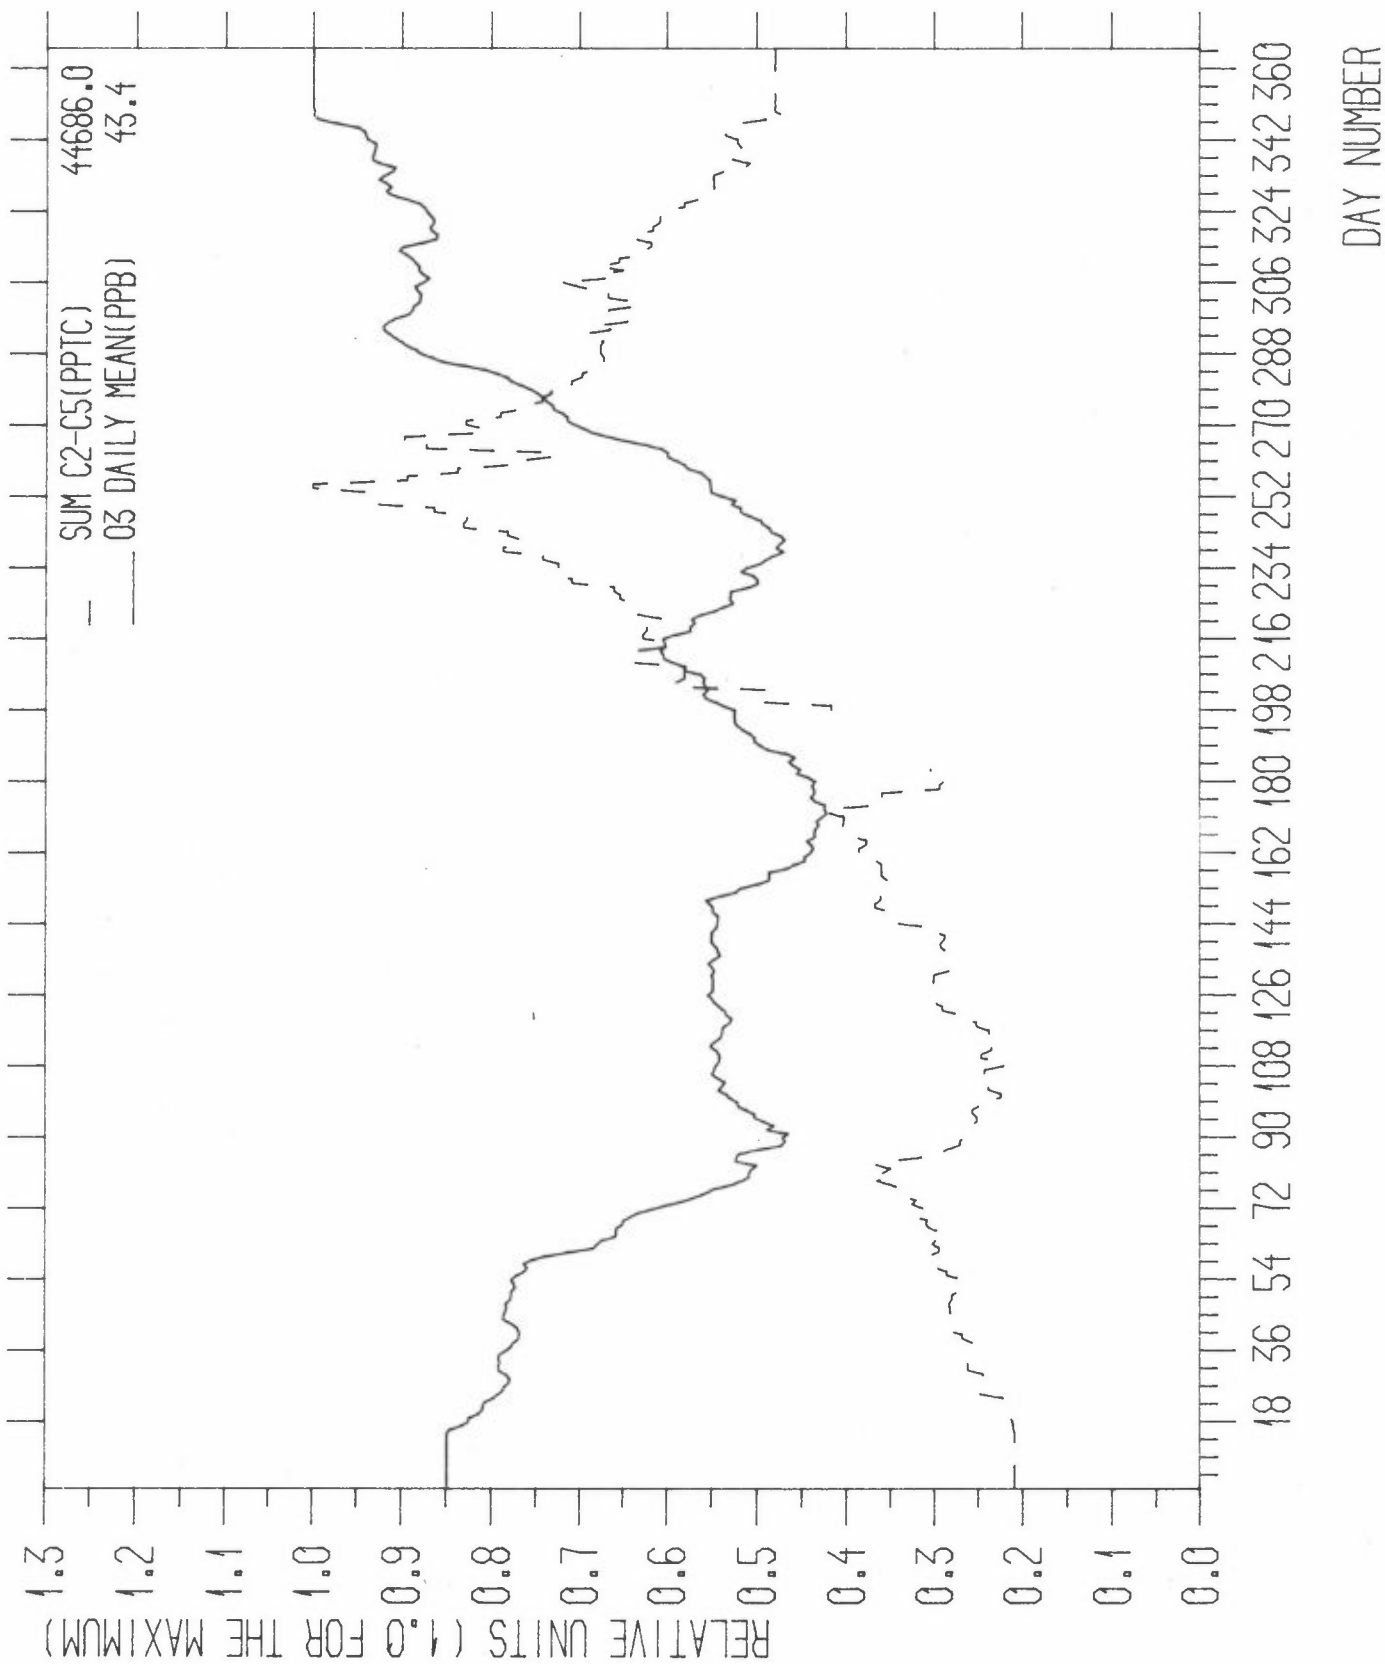 — SUM C2-C5(PPTC) 44686.0
—— O3 DAILY MEAN(PPB) 43.4
RELATIVE UNITS (1.0 FOR THE MAXIMUM)
1.3
1.2
1.1
1.0
0.9
0.8
0.7
0.6
0.5
0.4
0.3
0.2
0.1
0.0
18 36 54 72 90 108 126 144 162 180 198 216 234 252 270 288 306 324 342 360
DAY NUMBER